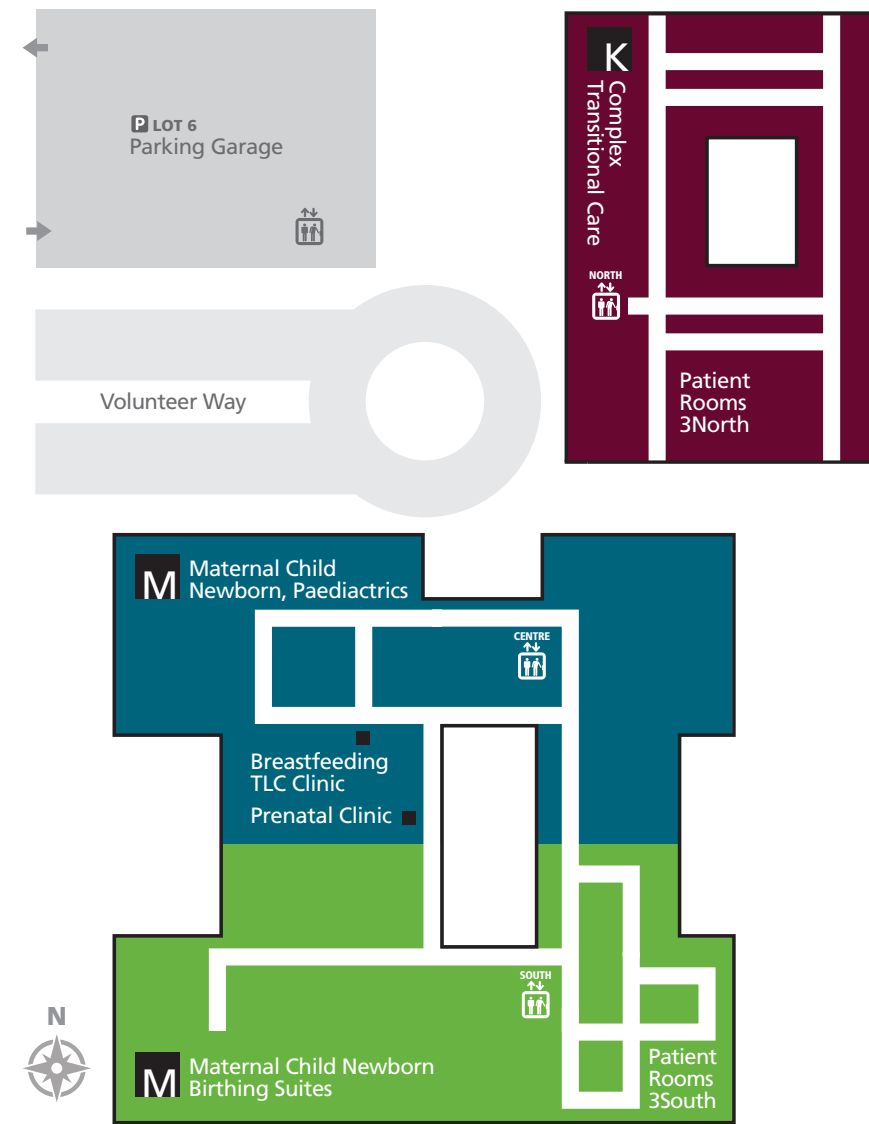 P LOT 6
Parking Garage
K
Complex
Transitional Care
NORTH
Patient
Rooms
3North
Volunteer Way
M
Maternal Child
Newborn, Paediactrics
CENTRE
Breastfeeding
TLC Clinic
Prenatal Clinic
SOUTH
N
M
Maternal Child Newborn
Birthing Suites
Patient
Rooms
3South